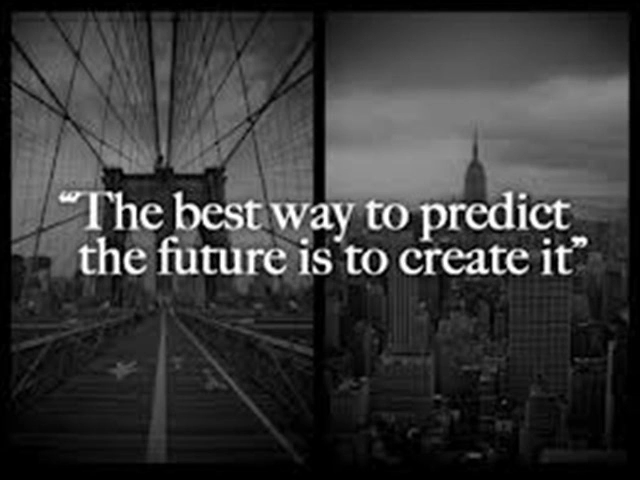 “The best way to predict
the future is to create it”